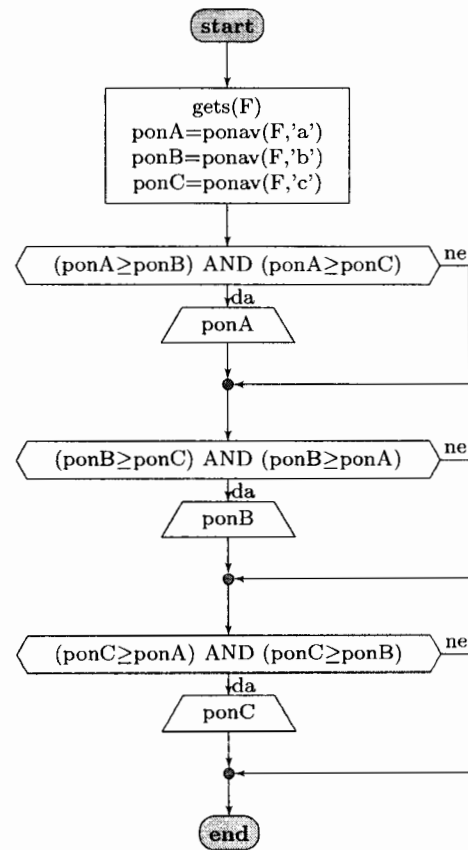 start
gets(F)
ponA=ponav(F,'a')
ponB=ponav(F,'b')
ponC=ponav(F,'c')
(ponA≥ponB) AND (ponA≥ponC)
ne
da
ponA
(ponB≥ponC) AND (ponB≥ponA)
ne
da
ponB
(ponC≥ponA) AND (ponC≥ponB)
ne
da
ponC
end